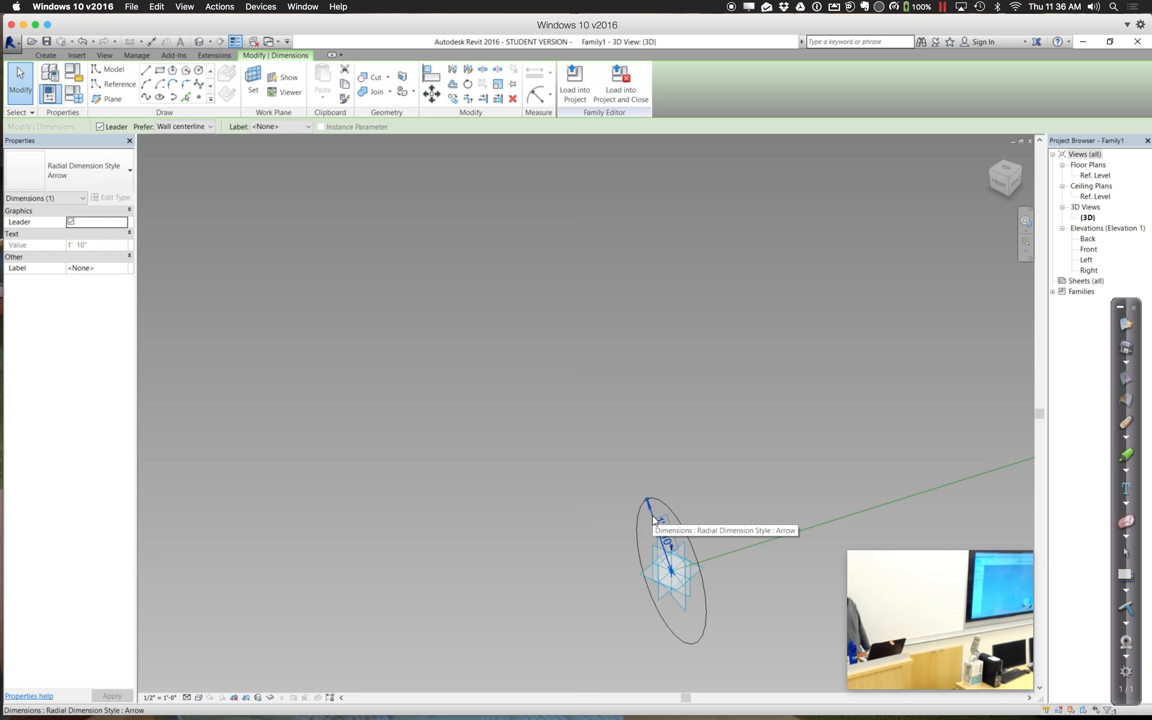 Windows 10 v2016 File Edit View Actions Devices Window Help
100% Thu 11:36 AM
Windows 10 v2016
Autodesk Revit 2016 - STUDENT VERSION - Family1 - 3D View: {3D}
Type a keyword or phrase
Sign In
Create Insert View Manage Add-Ins Extensions Modify | Dimensions
Modify
Model
Reference
Plane
Set
Show
Viewer
Paste
Cut
Join
Load into
Project
Load into
Project and Close
Select Properties Draw Work Plane Clipboard Geometry Modify Measure Family Editor
Modify | Dimensions Leader Prefer: Wall centerline Label: <None> Instance Parameter
Properties
Radial Dimension Style
Arrow
Dimensions (1) Edit Type
Graphics
Leader
Text
Value 1' 10"
Other
Label <None>
Project Browser - Family1
Views (all)
Floor Plans
Ref. Level
Ceiling Plans
Ref. Level
3D Views
{3D}
Elevations (Elevation 1)
Back
Front
Left
Right
Sheets (all)
Families
Dimensions : Radial Dimension Style : Arrow
Properties help Apply
1/2" = 1'-0"
1 / 1
Dimensions : Radial Dimension Style : Arrow